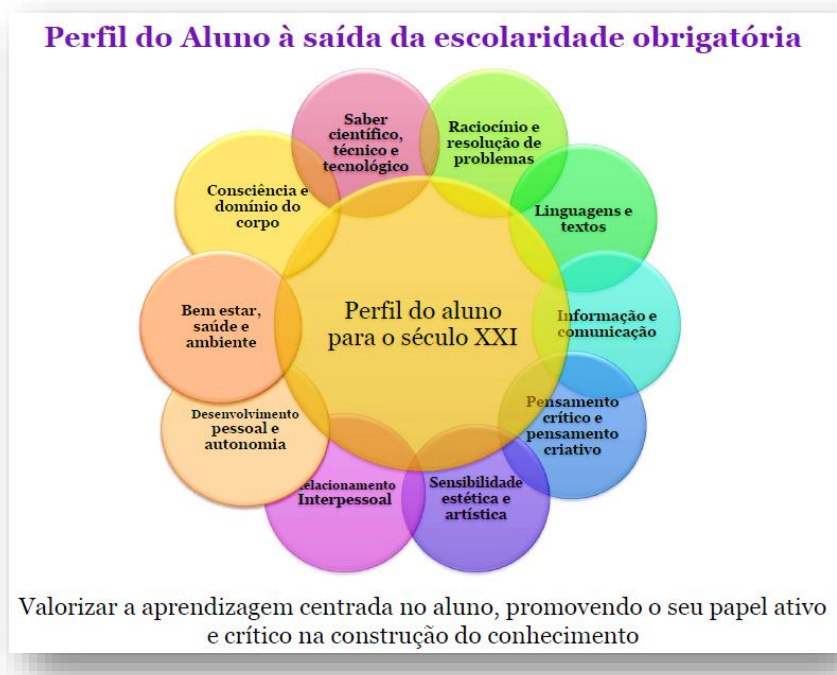 Perfil do Aluno à saída da escolaridade obrigatória
Saber
científico,
técnico e
tecnológico
Raciocínio e
resolução de
problemas
Linguagens e
textos
Informação e
comunicação
Pensamento
crítico e
pensamento
criativo
Sensibilidade
estética e
artística
Relacionamento
Interpessoal
Desenvolvimento
pessoal e
autonomia
Bem estar,
saúde e
ambiente
Consciência e
domínio do
corpo
Perfil do aluno
para o século XXI
Valorizar a aprendizagem centrada no aluno, promovendo o seu papel ativo
e crítico na construção do conhecimento